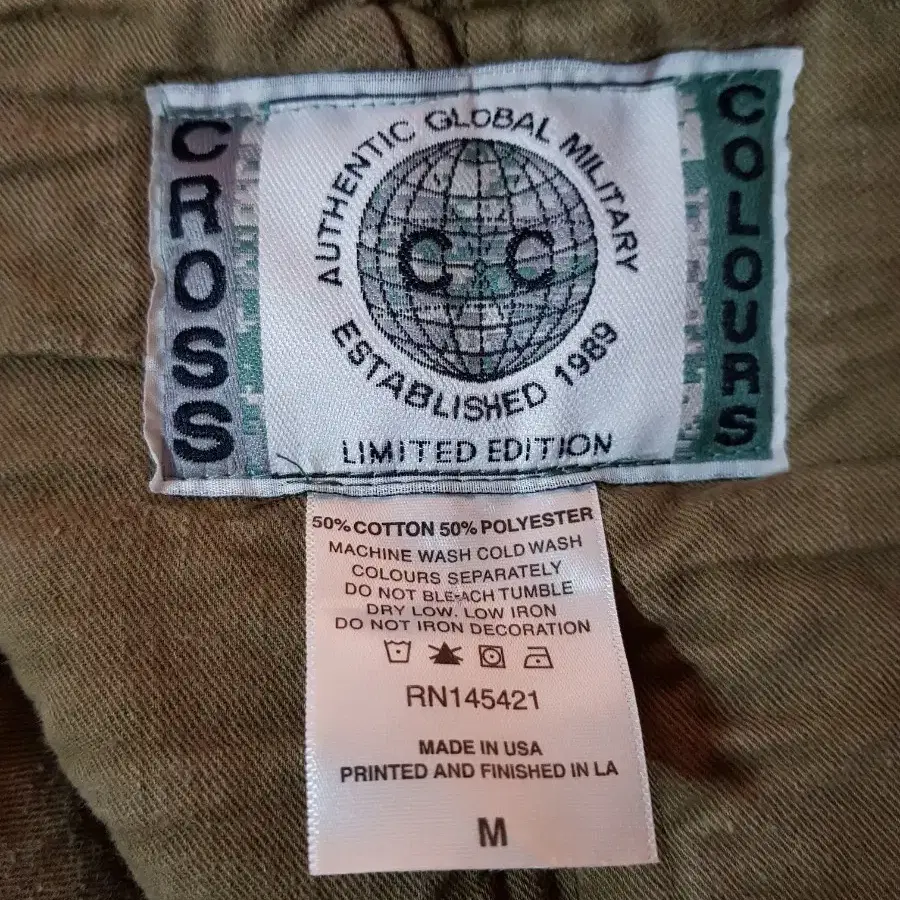 CROSS
AUTHENTIC GLOBAL MILITARY
C C
ESTABLISHED 1989
LIMITED EDITION
COLOURS
50% COTTON 50% POLYESTER
MACHINE WASH COLD WASH
COLOURS SEPARATELY
DO NOT BLEACH TUMBLE
DRY LOW. LOW IRON
DO NOT IRON DECORATION
RN145421
MADE IN USA
PRINTED AND FINISHED IN LA
M